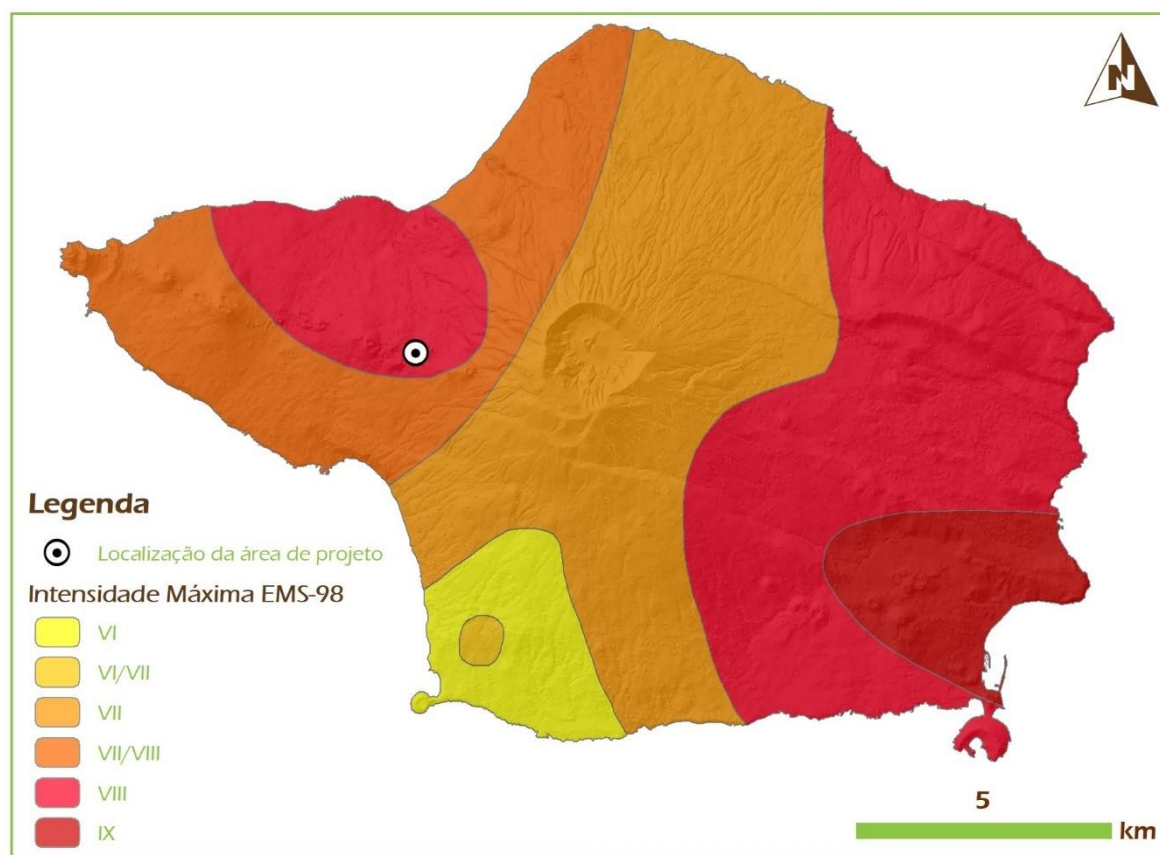 N
Legenda
Localização da área de projeto
Intensidade Máxima EMS-98
VI
VI/VII
VII
VII/VIII
VIII
IX
5
km